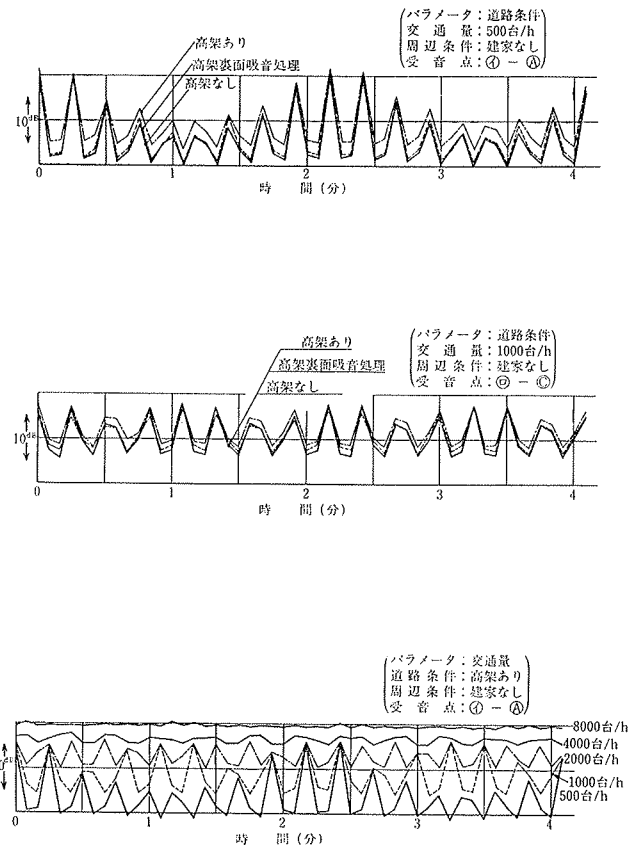 パラメータ：道路条件
交 通 量：500台/h
周辺条件：建家なし
受 音 点：㋑ － Ⓐ
高架あり
高架裏面吸音処理
高架なし
10dB
0 1 2 3 4
時 間（分）
パラメータ：道路条件
交 通 量：1000台/h
周辺条件：建家なし
受 音 点：㋺ － Ⓒ
高架あり
高架裏面吸音処理
高架なし
10dB
0 1 2 3 4
時 間（分）
パラメータ：交通量
道路条件：高架あり
周辺条件：建家なし
受 音 点：㋑ － Ⓐ
8000台/h
4000台/h
2000台/h
1000台/h
500台/h
0 1 2 3 4
時 間（分）